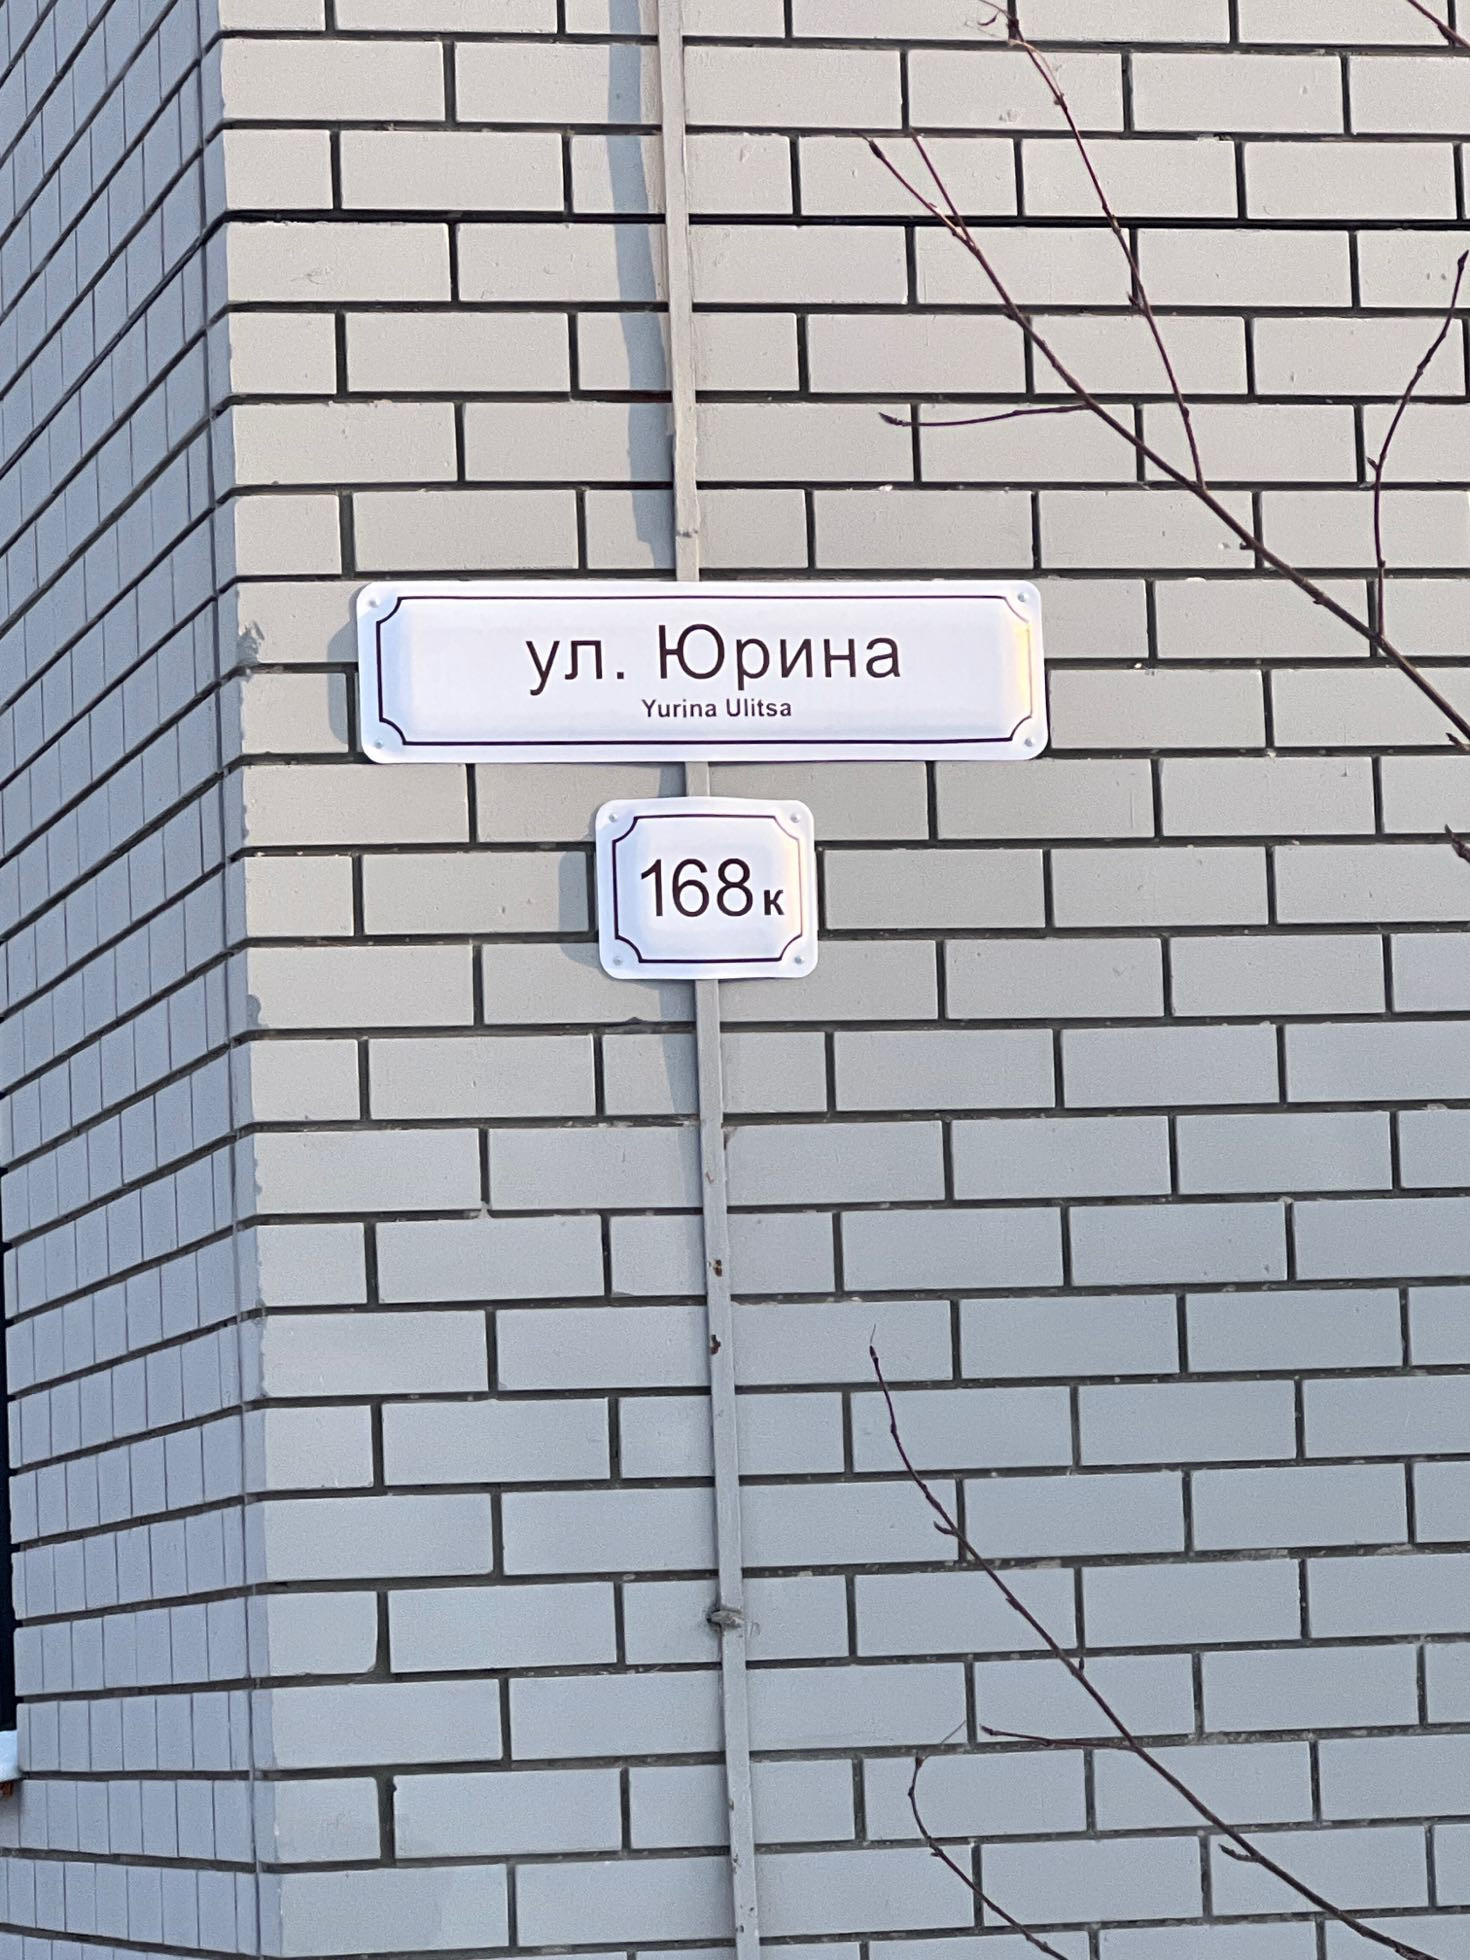 ул. Юрина
Yurina Ulitsa
168к